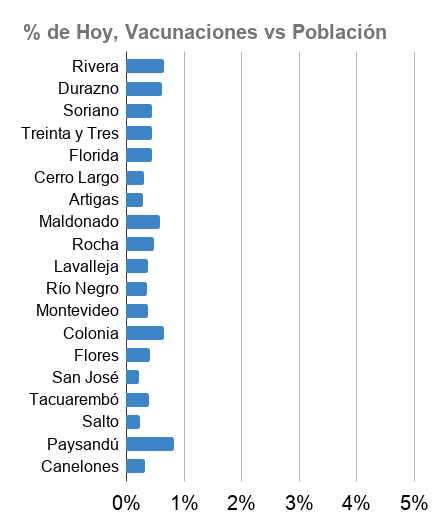 % de Hoy, Vacunaciones vs Población
Rivera
Durazno
Soriano
Treinta y Tres
Florida
Cerro Largo
Artigas
Maldonado
Rocha
Lavalleja
Río Negro
Montevideo
Colonia
Flores
San José
Tacuarembó
Salto
Paysandú
Canelones
0% 1% 2% 3% 4% 5%